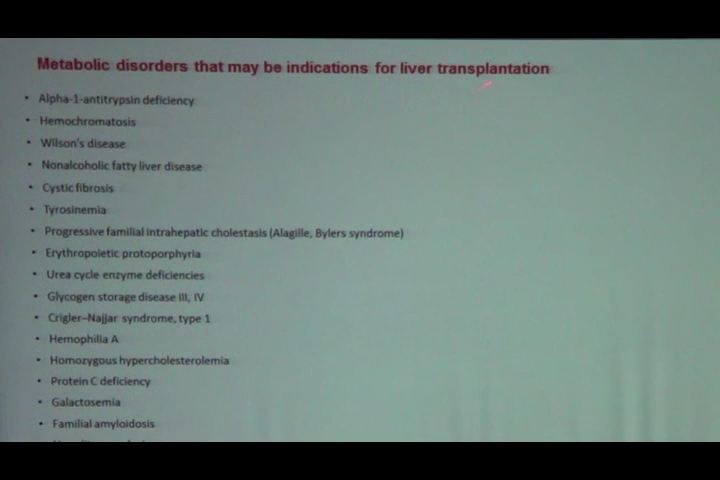 Metabolic disorders that may be indications for liver transplantation
• Alpha-1-antitrypsin deficiency
• Hemochromatosis
• Wilson's disease
• Nonalcoholic fatty liver disease
• Cystic fibrosis
• Tyrosinemia
• Progressive familial intrahepatic cholestasis (Alagille, Bylers syndrome)
• Erythropoietic protoporphyria
• Urea cycle enzyme deficiencies
• Glycogen storage disease III, IV
• Crigler–Najjar syndrome, type 1
• Hemophilia A
• Homozygous hypercholesterolemia
• Protein C deficiency
• Galactosemia
• Familial amyloidosis